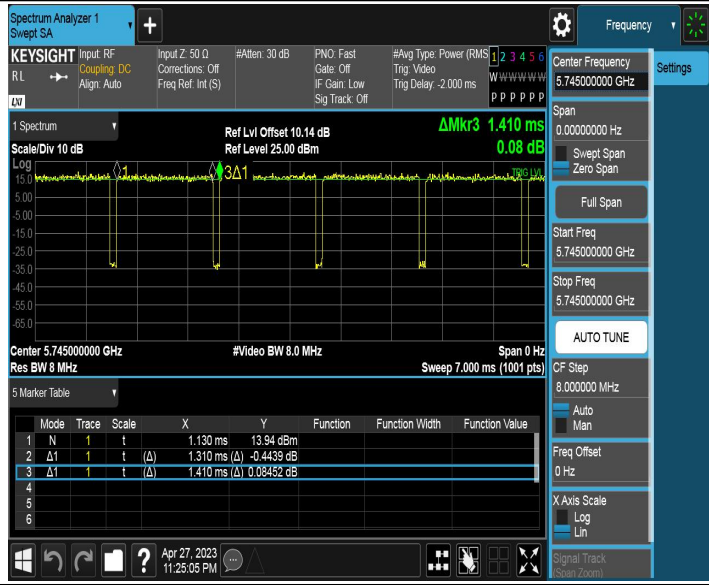 Spectrum Analyzer 1
Swept SA
Frequency
KEYSIGHT
Input: RF
Input Z: 50 Ω
#Atten: 30 dB
PNO: Fast
#Avg Type: Power (RMS
1 2 3 4 5 6
RL
Coupling: DC
Corrections: Off
Gate: Off
Trig: Video
W W W W W W
Align: Auto
Freq Ref: Int (S)
IF Gain: Low
Trig Delay: -2.000 ms
Sig Track: Off
P P P P P P
LXI
Center Frequency
5.745000000 GHz
Settings
Span
0.00000000 Hz
Swept Span
Zero Span
Full Span
Start Freq
5.745000000 GHz
Stop Freq
5.745000000 GHz
AUTO TUNE
CF Step
8.000000 MHz
Auto
Man
Freq Offset
0 Hz
X Axis Scale
Log
Lin
Signal Track
(Span Zoom)
1 Spectrum
Scale/Div 10 dB
Ref Lvl Offset 10.14 dB
Ref Level 25.00 dBm
ΔMkr3 1.410 ms
0.08 dB
Log
1
3Δ1
TRIG LVL
15.0
5.00
-5.00
-15.0
-25.0
-35.0
-45.0
-55.0
-65.0
Center 5.745000000 GHz
#Video BW 8.0 MHz
Span 0 Hz
Res BW 8 MHz
Sweep 7.000 ms (1001 pts)
5 Marker Table
Mode Trace Scale X Y Function Function Width Function Value
1 N 1 t 1.130 ms 13.94 dBm
2 Δ1 1 t (Δ) 1.310 ms (Δ) -0.4439 dB
3 Δ1 1 t (Δ) 1.410 ms (Δ) 0.08452 dB
4
5
6
?
Apr 27, 2023
11:25:05 PM